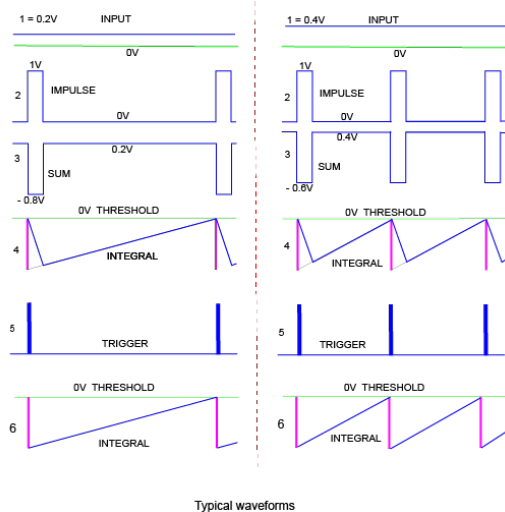 1 = 0.2V INPUT
0V
1V
2 IMPULSE
0V
3 0.2V
SUM
- 0.8V
0V THRESHOLD
4 INTEGRAL
5
TRIGGER
0V THRESHOLD
6
INTEGRAL
1 = 0.4V INPUT
0V
1V
2 IMPULSE
0V
0.4V
3
SUM
- 0.6V
0V THRESHOLD
4
INTEGRAL
5
TRIGGER
0V THRESHOLD
6
INTEGRAL
Typical waveforms